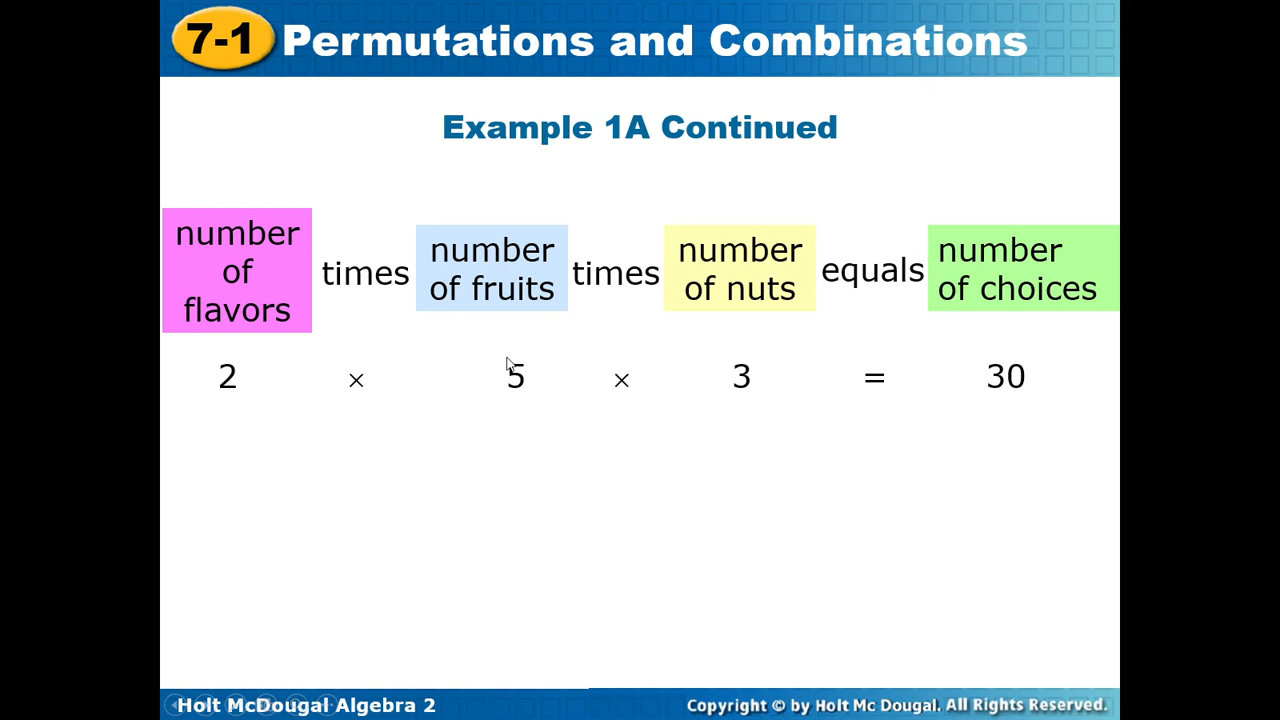 7-1 Permutations and Combinations
Example 1A Continued
number
of
flavors
times
number
of fruits
times
number
of nuts
equals
number
of choices
2 × 5 × 3 = 30
Holt McDougal Algebra 2
Copyright © by Holt Mc Dougal. All Rights Reserved.